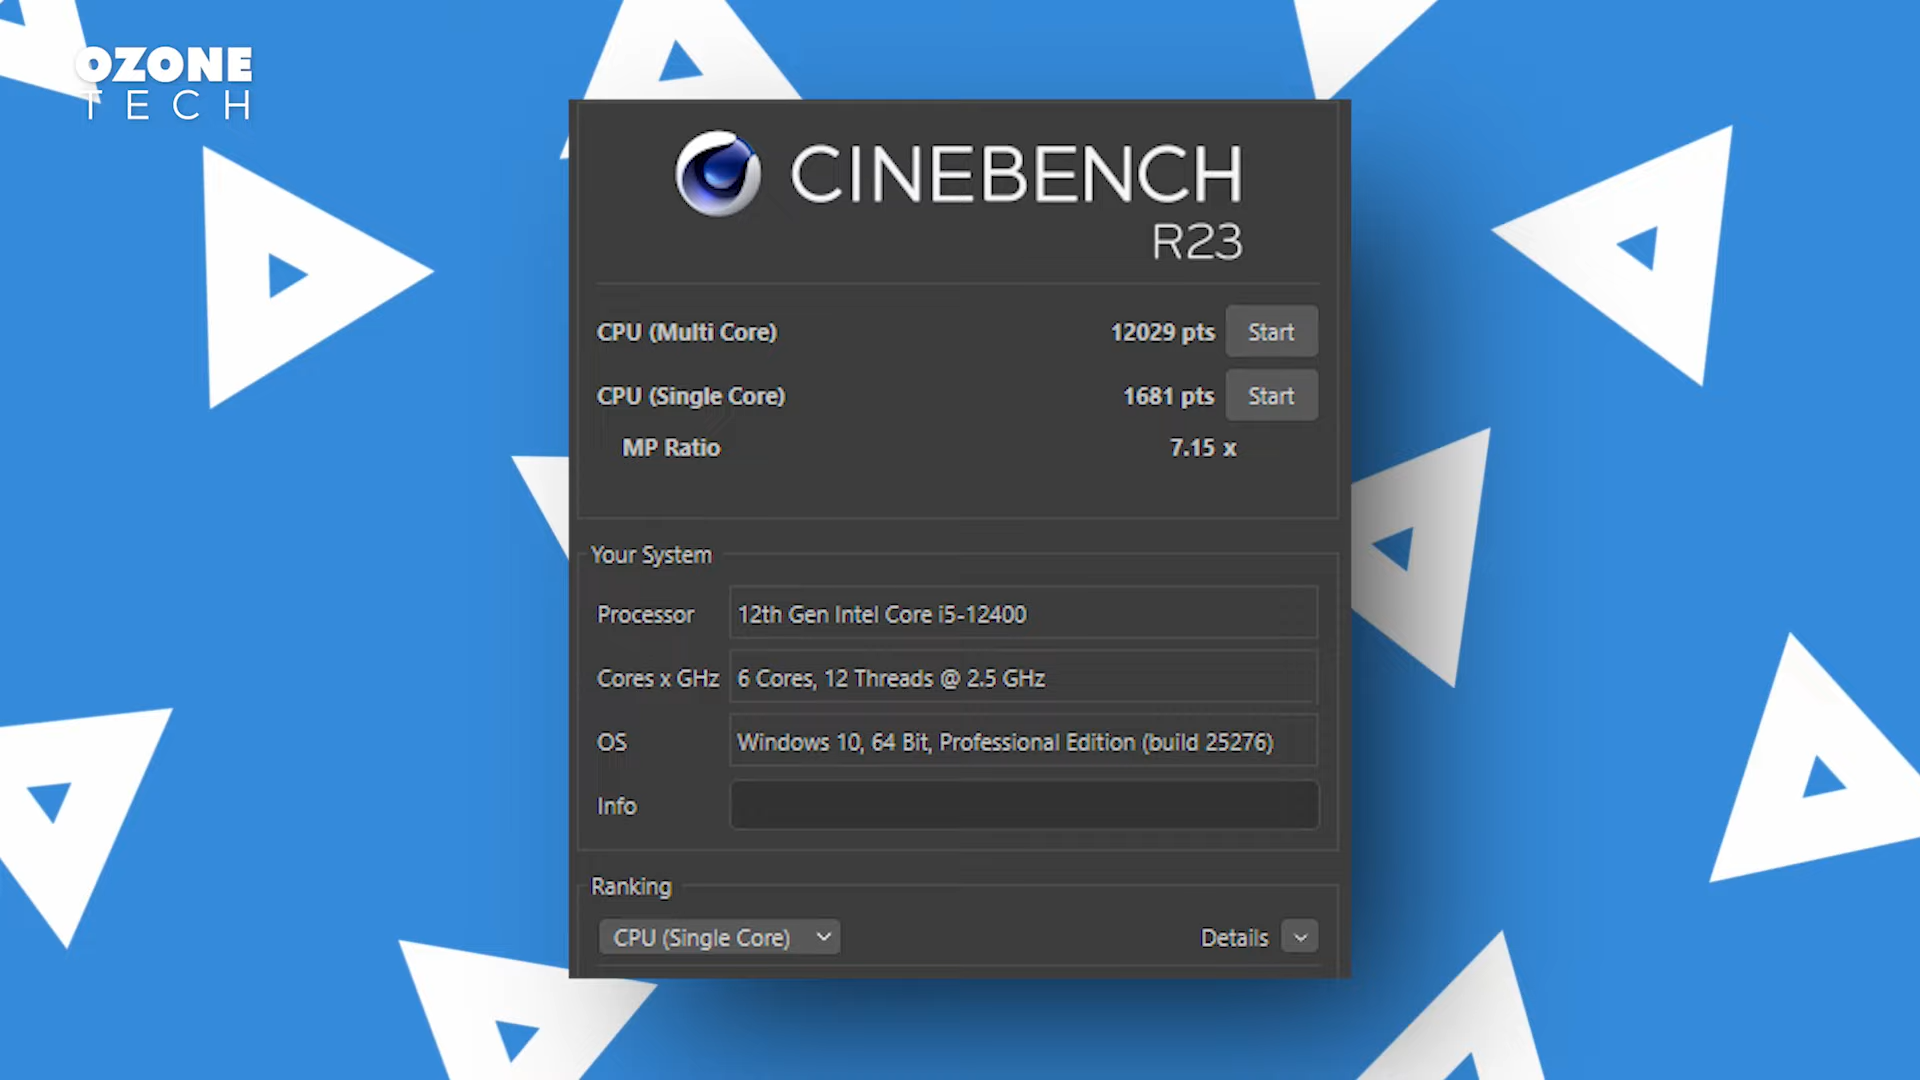 OZONE
TECH
CINEBENCH
R23
CPU (Multi Core) 12029 pts Start
CPU (Single Core) 1681 pts Start
MP Ratio 7.15 x
Your System
Processor 12th Gen Intel Core i5-12400
Cores x GHz 6 Cores, 12 Threads @ 2.5 GHz
OS Windows 10, 64 Bit, Professional Edition (build 25276)
Info
Ranking
CPU (Single Core) Details